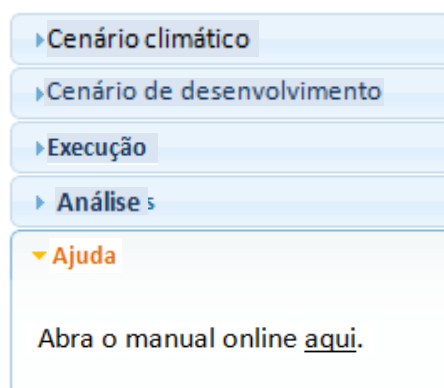 Cenário climático
Cenário de desenvolvimento
Execução
Análise s
Ajuda
Abra o manual online aqui.